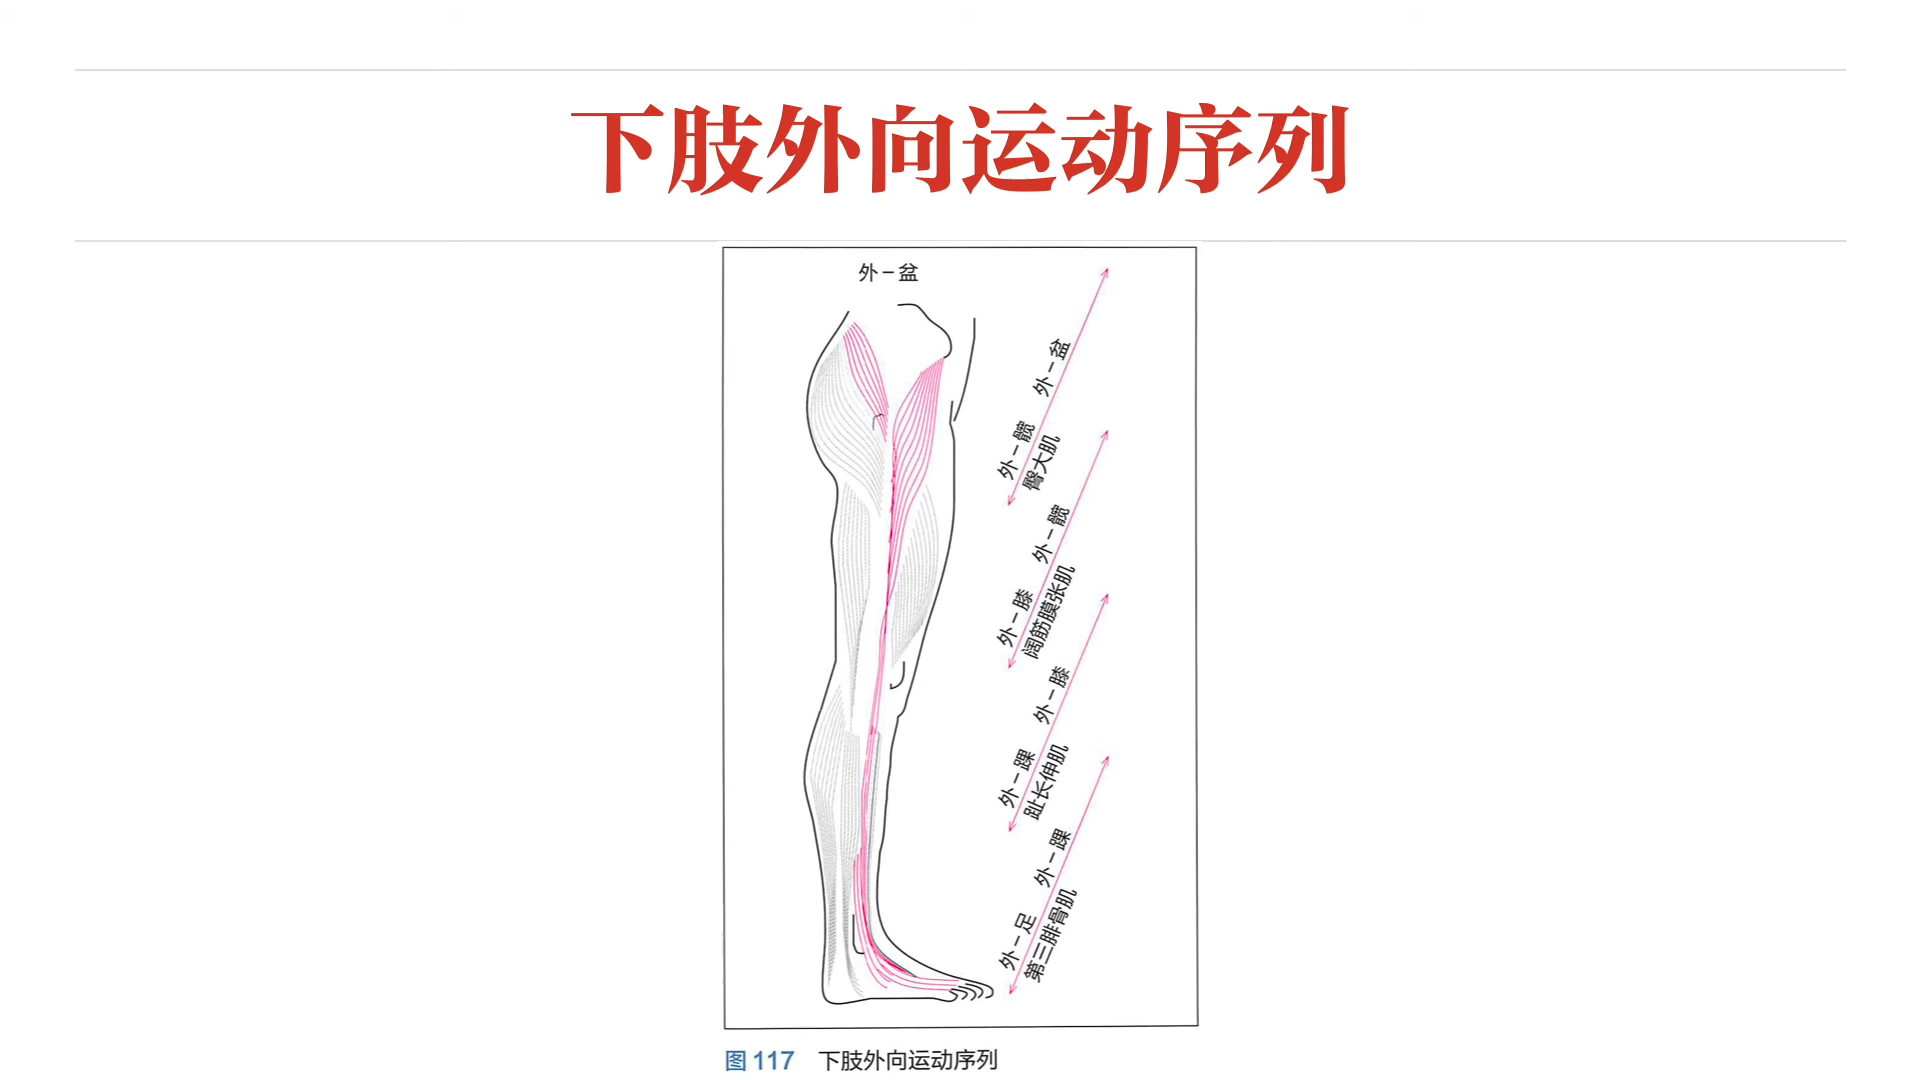 下肢外向运动序列
外-盆
外-髋 外-盆
臀大肌
外-膝 外-髋
阔筋膜张肌
外-踝 外-膝
趾长伸肌
外-足 外-踝
第三腓骨肌
图 117 下肢外向运动序列